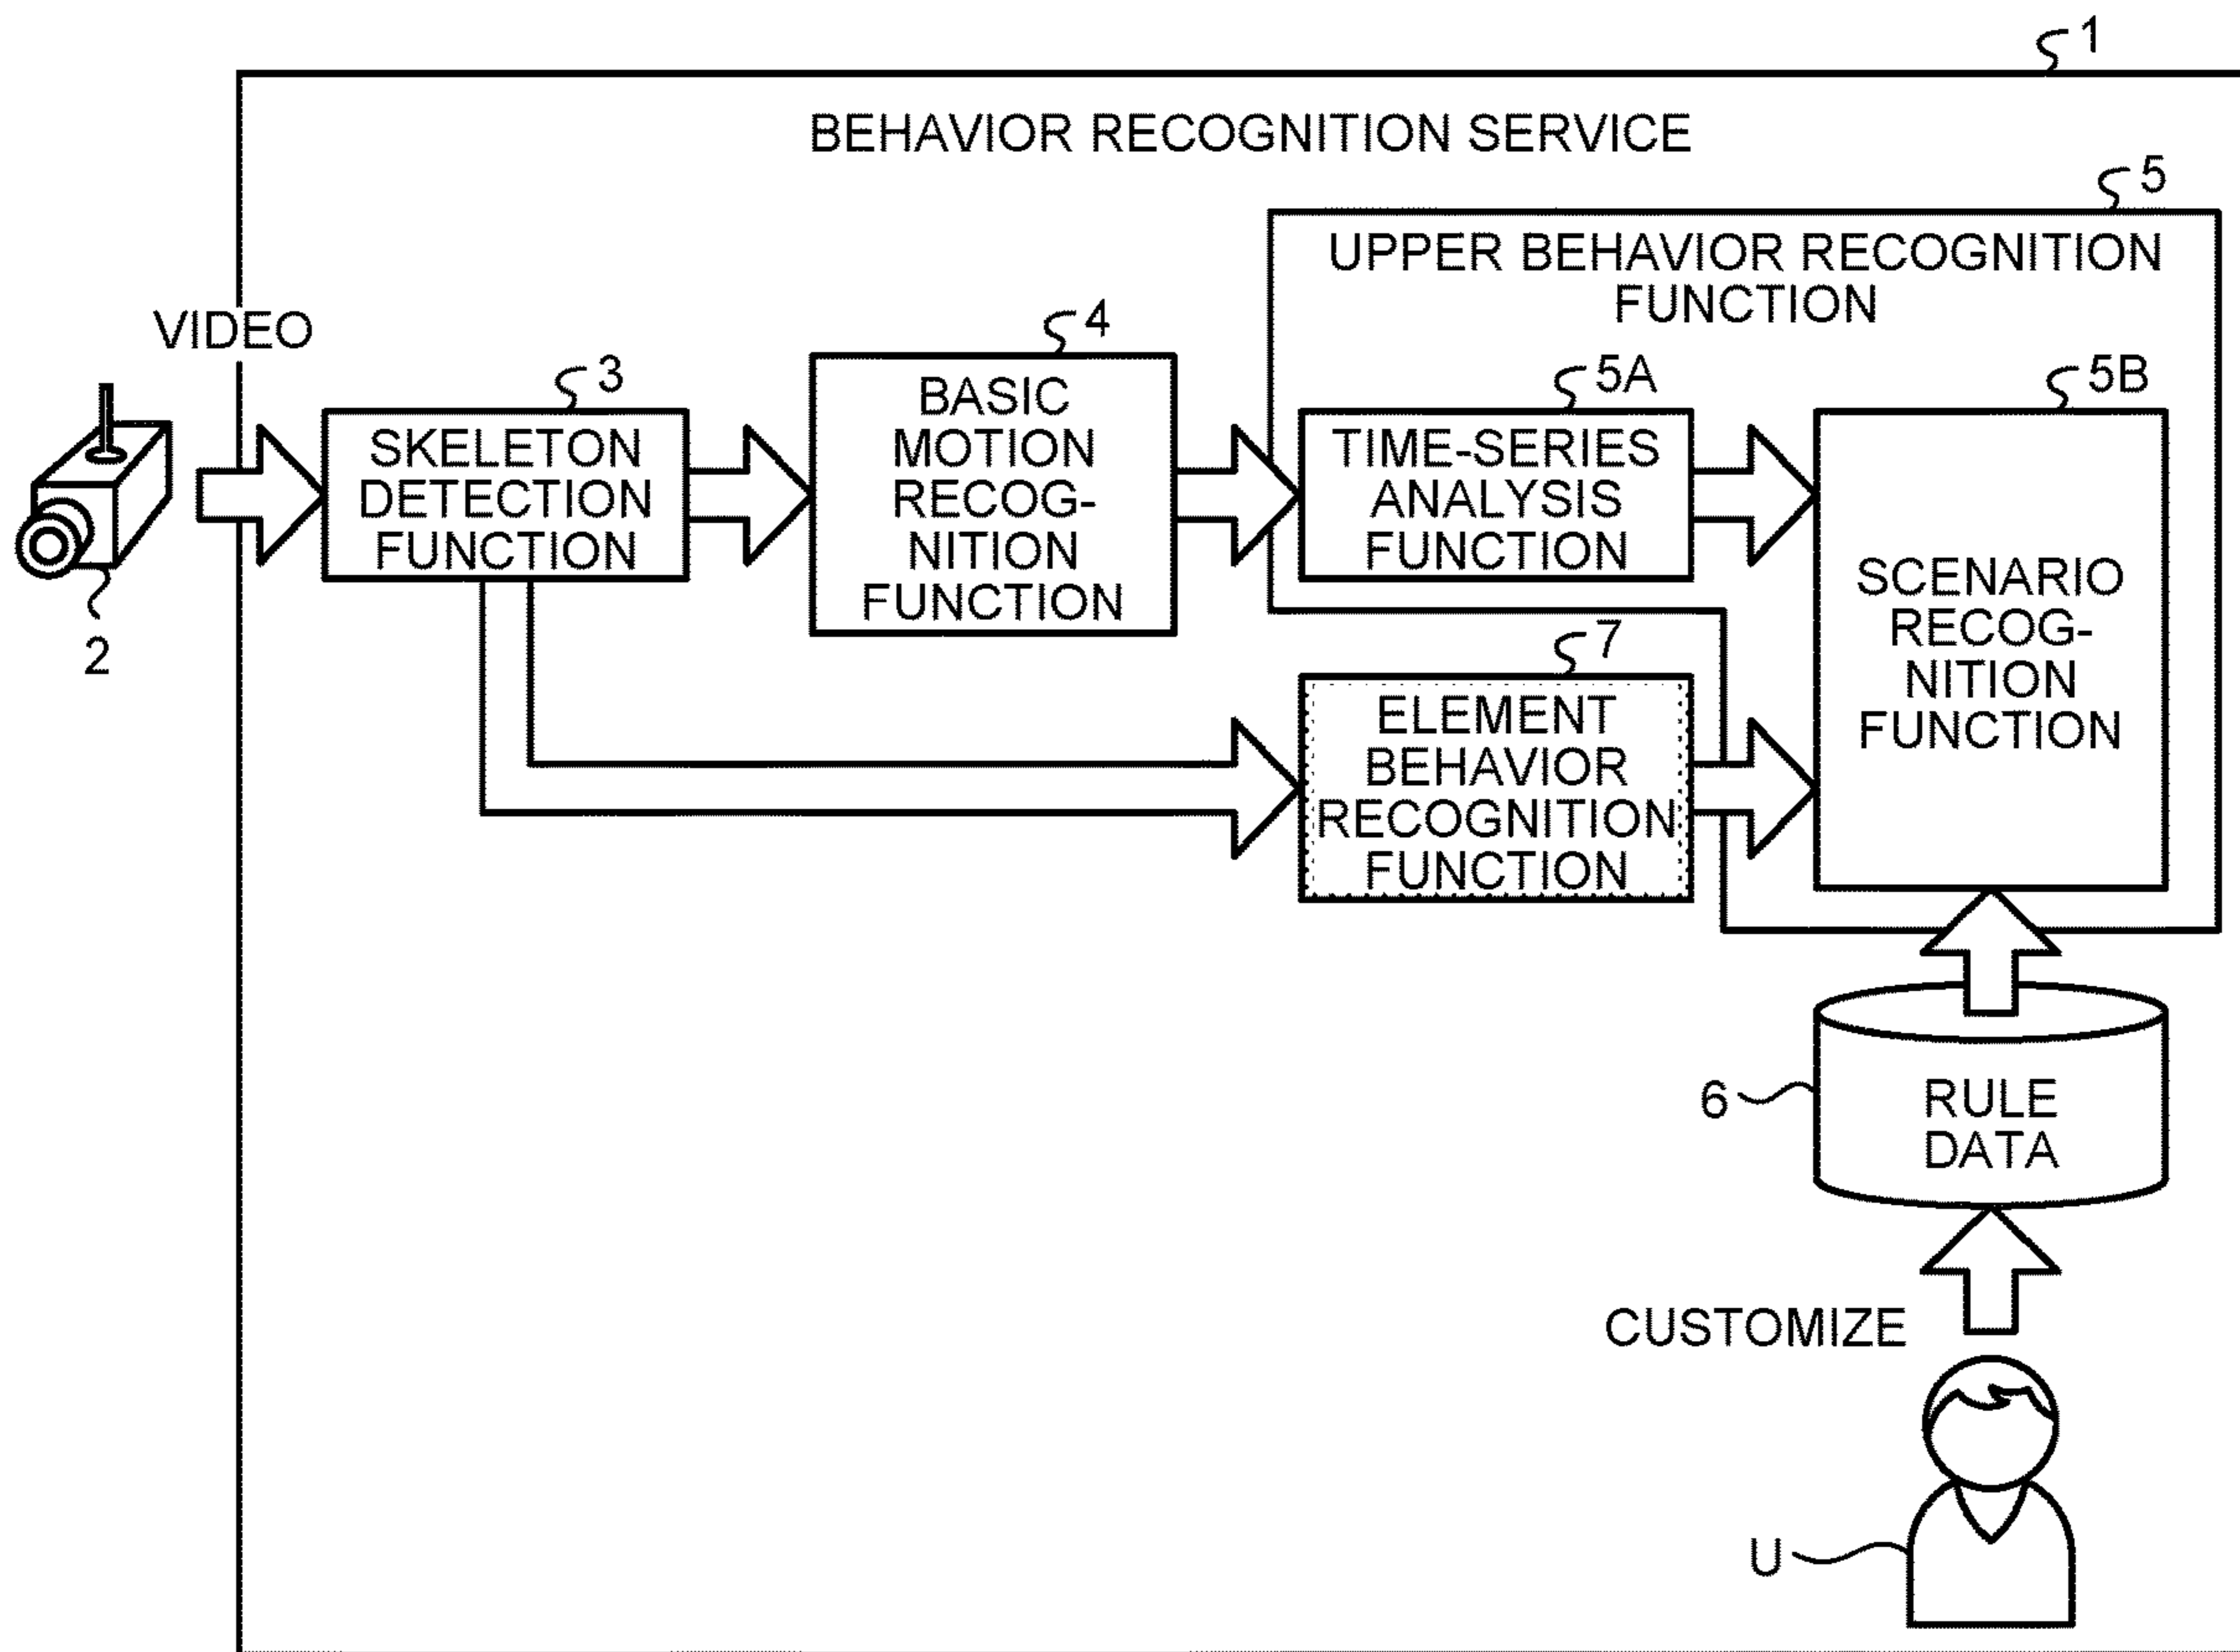 1
BEHAVIOR RECOGNITION SERVICE
5
UPPER BEHAVIOR RECOGNITION
FUNCTION
VIDEO
2
3
SKELETON
DETECTION
FUNCTION
4
BASIC
MOTION
RECOG-
NITION
FUNCTION
5A
TIME-SERIES
ANALYSIS
FUNCTION
5B
SCENARIO
RECOG-
NITION
FUNCTION
7
ELEMENT
BEHAVIOR
RECOGNITION
FUNCTION
6
RULE
DATA
CUSTOMIZE
U